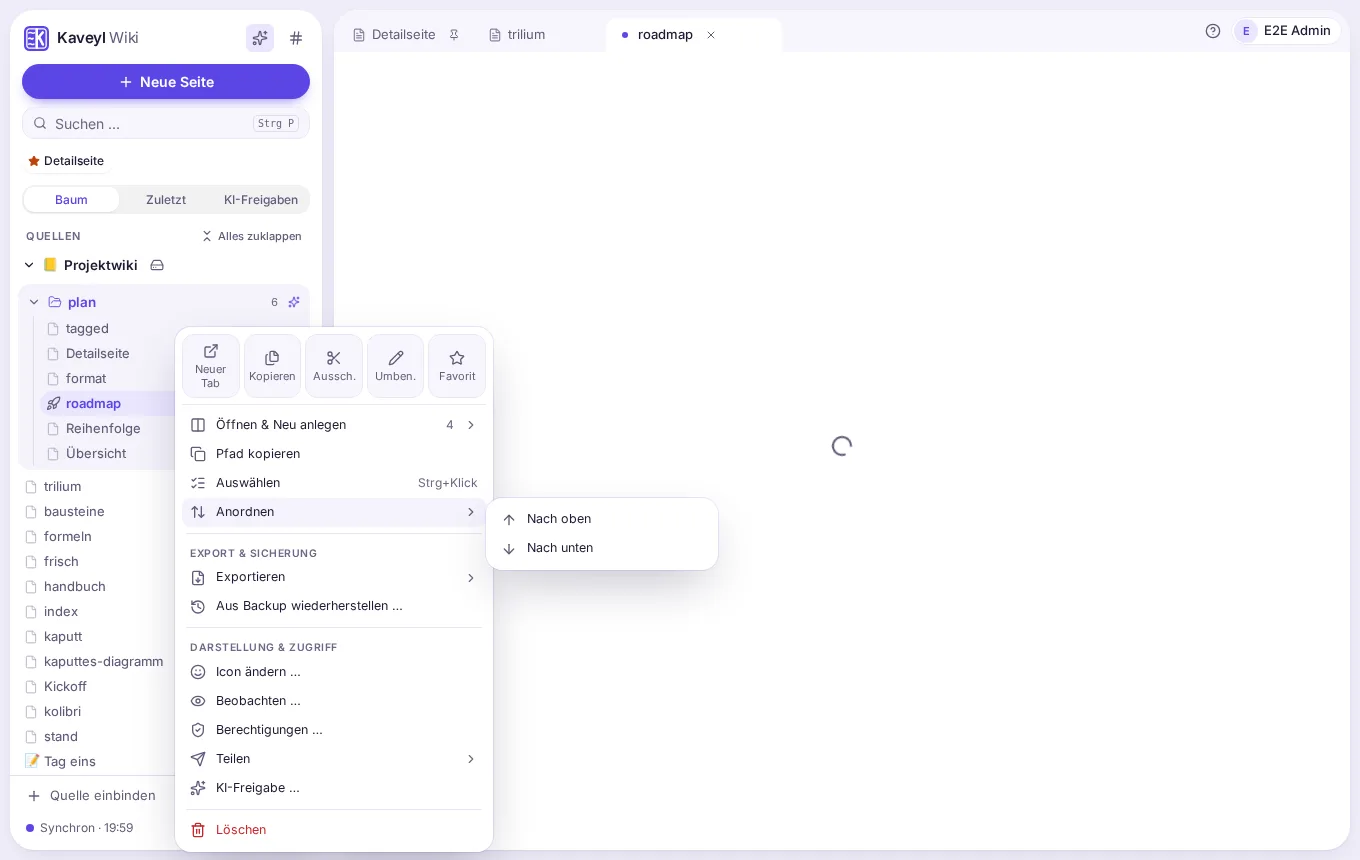 Kaveyl Wiki
Neue Seite
Suchen ...
Strg P
Detailseite
Baum
Zuletzt
KI-Freigaben
QUELLEN
Alles zuklappen
Projektwiki
plan
6
tagged
Detailseite
format
roadmap
Reihenfolge
Übersicht
trilium
bausteine
formeln
frisch
handbuch
index
kaputt
kaputtes-diagramm
Kickoff
kolibri
stand
Tag eins
Quelle einbinden
Synchron · 19:59
Detailseite
trilium
roadmap
E
E2E Admin
Neuer
Tab
Kopieren
Aussch.
Umben.
Favorit
Öffnen & Neu anlegen
4
Pfad kopieren
Auswählen
Strg+Klick
Anordnen
Nach oben
Nach unten
EXPORT & SICHERUNG
Exportieren
Aus Backup wiederherstellen ...
DARSTELLUNG & ZUGRIFF
Icon ändern ...
Beobachten ...
Berechtigungen ...
Teilen
KI-Freigabe ...
Löschen